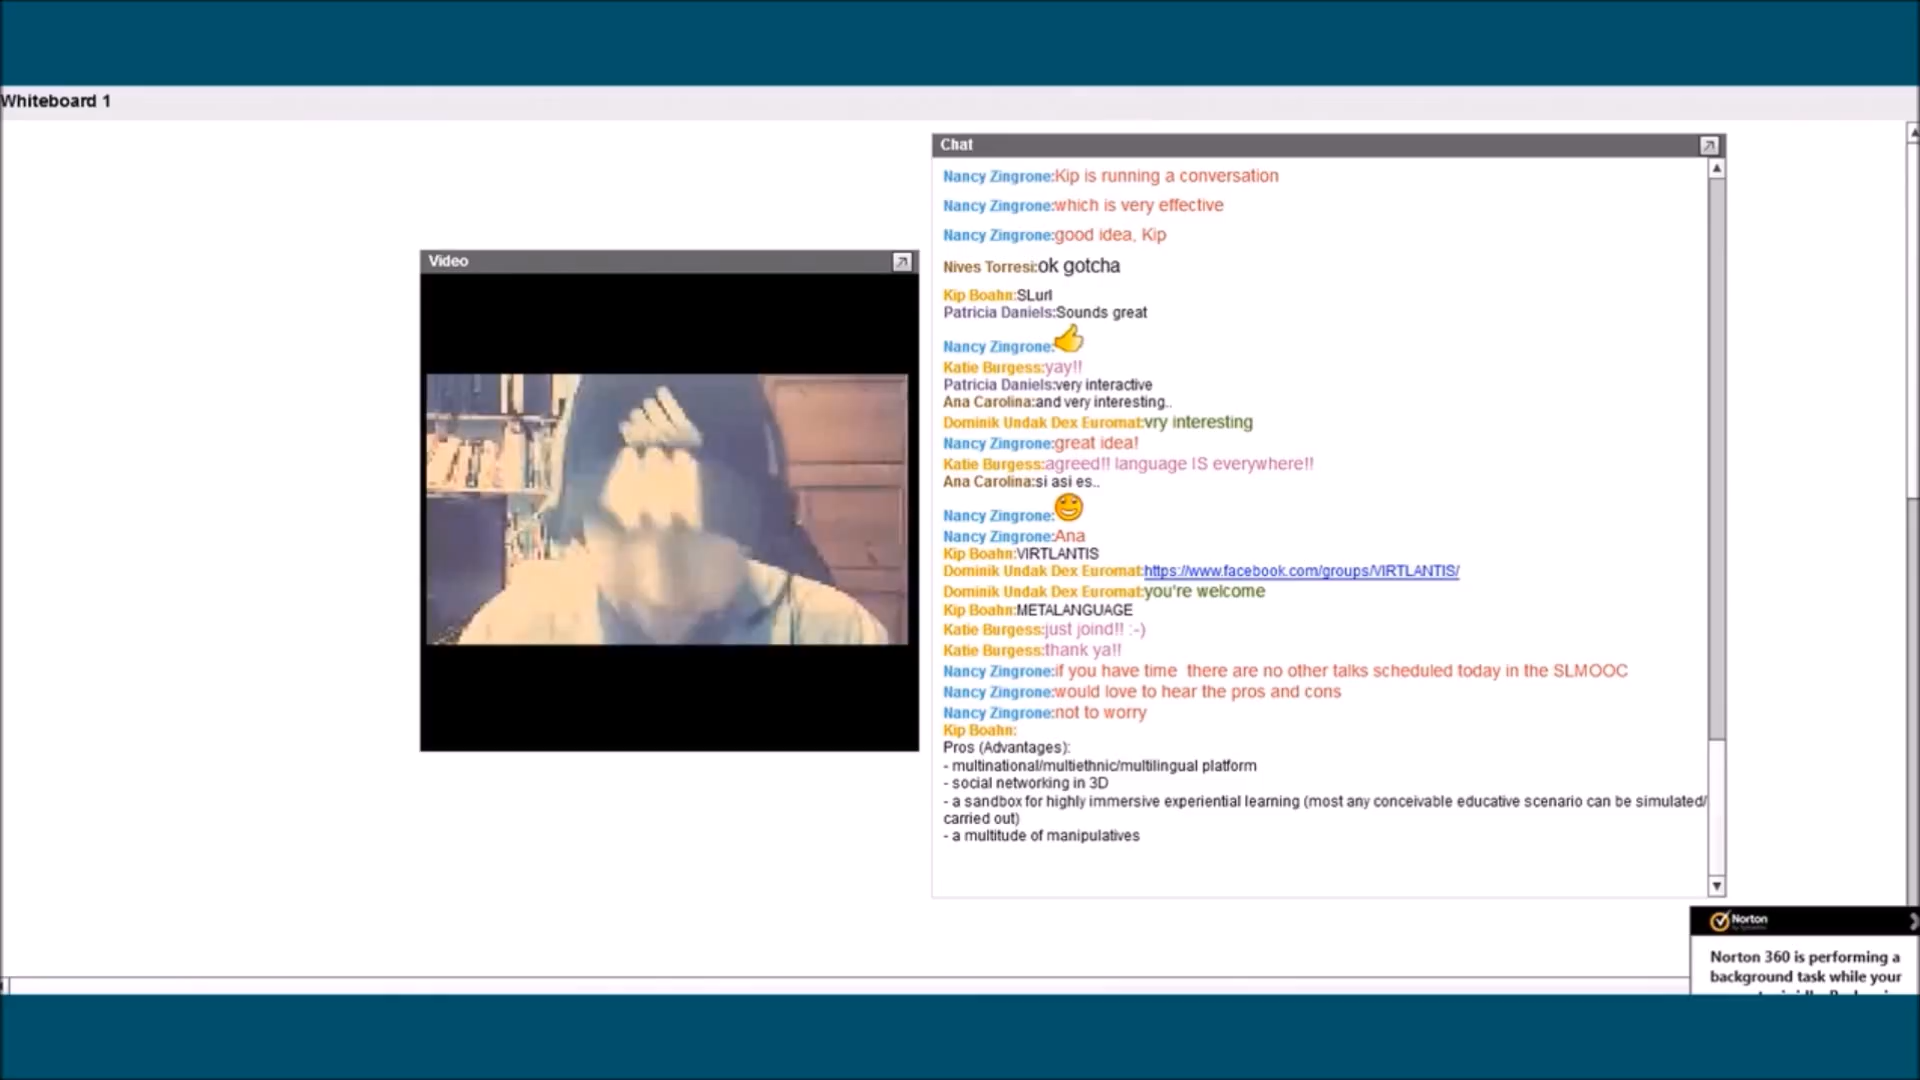 Whiteboard 1
Chat
Nancy Zingrone:Kip is running a conversation
Nancy Zingrone:which is very effective
Nancy Zingrone:good idea, Kip
Nives Torresi:ok gotcha
Kip Boahn:SLurl
Patricia Daniels:Sounds great
Nancy Zingrone:
Katie Burgess:yay!!
Patricia Daniels:very interactive
Ana Carolina:and very interesting..
Dominik Undak Dex Euromat:vry interesting
Nancy Zingrone:great idea!
Katie Burgess:agreed!! language IS everywhere!!
Ana Carolina:si asi es..
Nancy Zingrone:
Nancy Zingrone:Ana
Kip Boahn:VIRTLANTIS
Dominik Undak Dex Euromat:https://www.facebook.com/groups/VIRTLANTIS/
Dominik Undak Dex Euromat:you're welcome
Kip Boahn:METALANGUAGE
Katie Burgess:just joind!! :-)
Katie Burgess:thank ya!!
Nancy Zingrone:if you have time there are no other talks scheduled today in the SLMOOC
Nancy Zingrone:would love to hear the pros and cons
Nancy Zingrone:not to worry
Kip Boahn:
Pros (Advantages):
- multinational/multiethnic/multilingual platform
- social networking in 3D
- a sandbox for highly immersive experiential learning (most any conceivable educative scenario can be simulated/
carried out)
- a multitude of manipulatives
Video
Norton
Norton 360 is performing a
background task while your